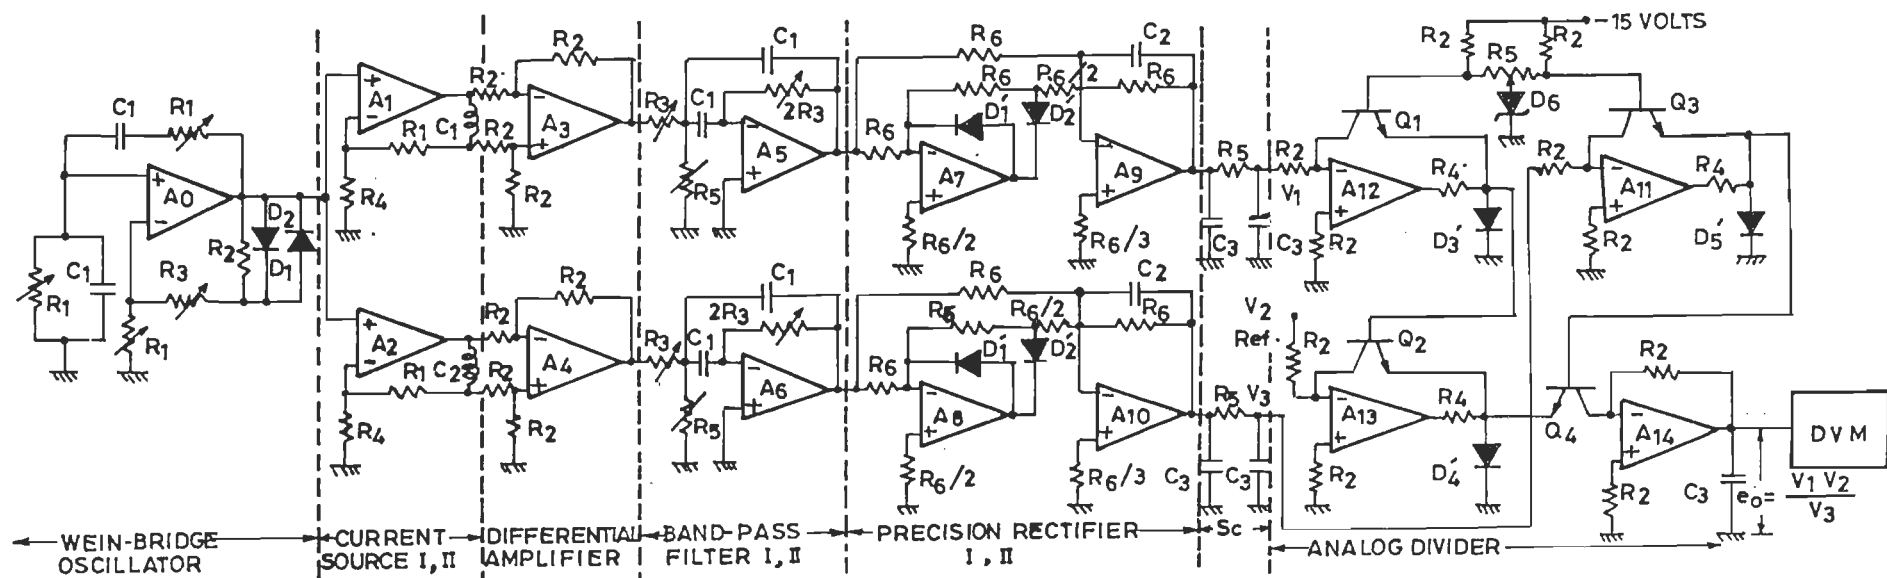 C1
R1
A0
+
−
R2
D2
D1
R3
R1
C1
R1
WEIN-BRIDGE
OSCILLATOR
+
−
A1
R1
C1
R4
R2
R2
R2
−
+
A3
R2
+
−
A2
R1
C2
R4
R2
R2
R2
−
+
A4
R2
CURRENT
SOURCE I, II
DIFFERENTIAL
AMPLIFIER
R3
C1
C1
2R3
−
+
A5
R5
R3
C1
C1
2R3
−
+
A6
R5
BAND-PASS
FILTER I, II
R6
R6
R6
R6/2
D1'
D2'
−
+
A7
R6/2
C2
R6
−
+
A9
R6/3
R6
R6
R5
R6/2
D1'
D2'
−
+
A8
R6/2
C2
R6
−
+
A10
R6/3
PRECISION RECTIFIER
I, II
R5
C3
C3
R5
V3
C3
C3
Sc
−15 VOLTS
R2
R5
R2
D6
Q1
Q3
R2
V1
−
+
A12
R4
R2
D3'
R2
−
+
A11
R4
R2
D5'
V2
Ref.
R2
Q2
−
+
A13
R4
R2
D4'
Q4
R2
−
+
A14
R2
C3
DVM
eo= V1 V2
V3
ANALOG DIVIDER